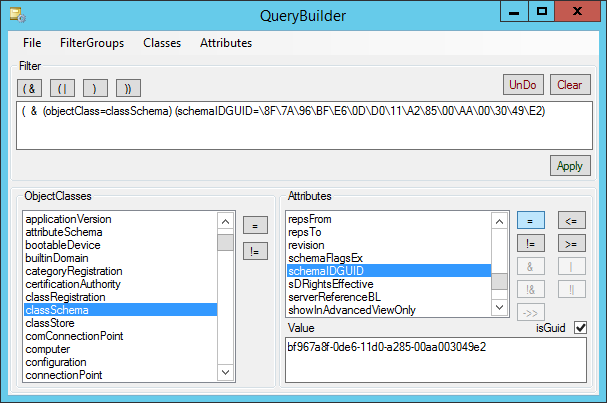 QueryBuilder
File FilterGroups Classes Attributes
Filter
( & ( | ) )) UnDo Clear
( & (objectClass=classSchema) (schemaIDGUID=\8F\7A\96\BF\E6\0D\D0\11\A2\85\00\AA\00\30\49\E2)
Apply
ObjectClasses
applicationVersion
attributeSchema
bootableDevice
builtinDomain
categoryRegistration
certificationAuthority
classRegistration
classSchema
classStore
comConnectionPoint
computer
configuration
connectionPoint
=
!=
Attributes
repsFrom
repsTo
revision
schemaFlagsEx
schemaIDGUID
sDRightsEffective
serverReferenceBL
showInAdvancedViewOnly
= <=
!= >=
& |
!& !|
->>
Value isGuid
bf967a8f-0de6-11d0-a285-00aa003049e2